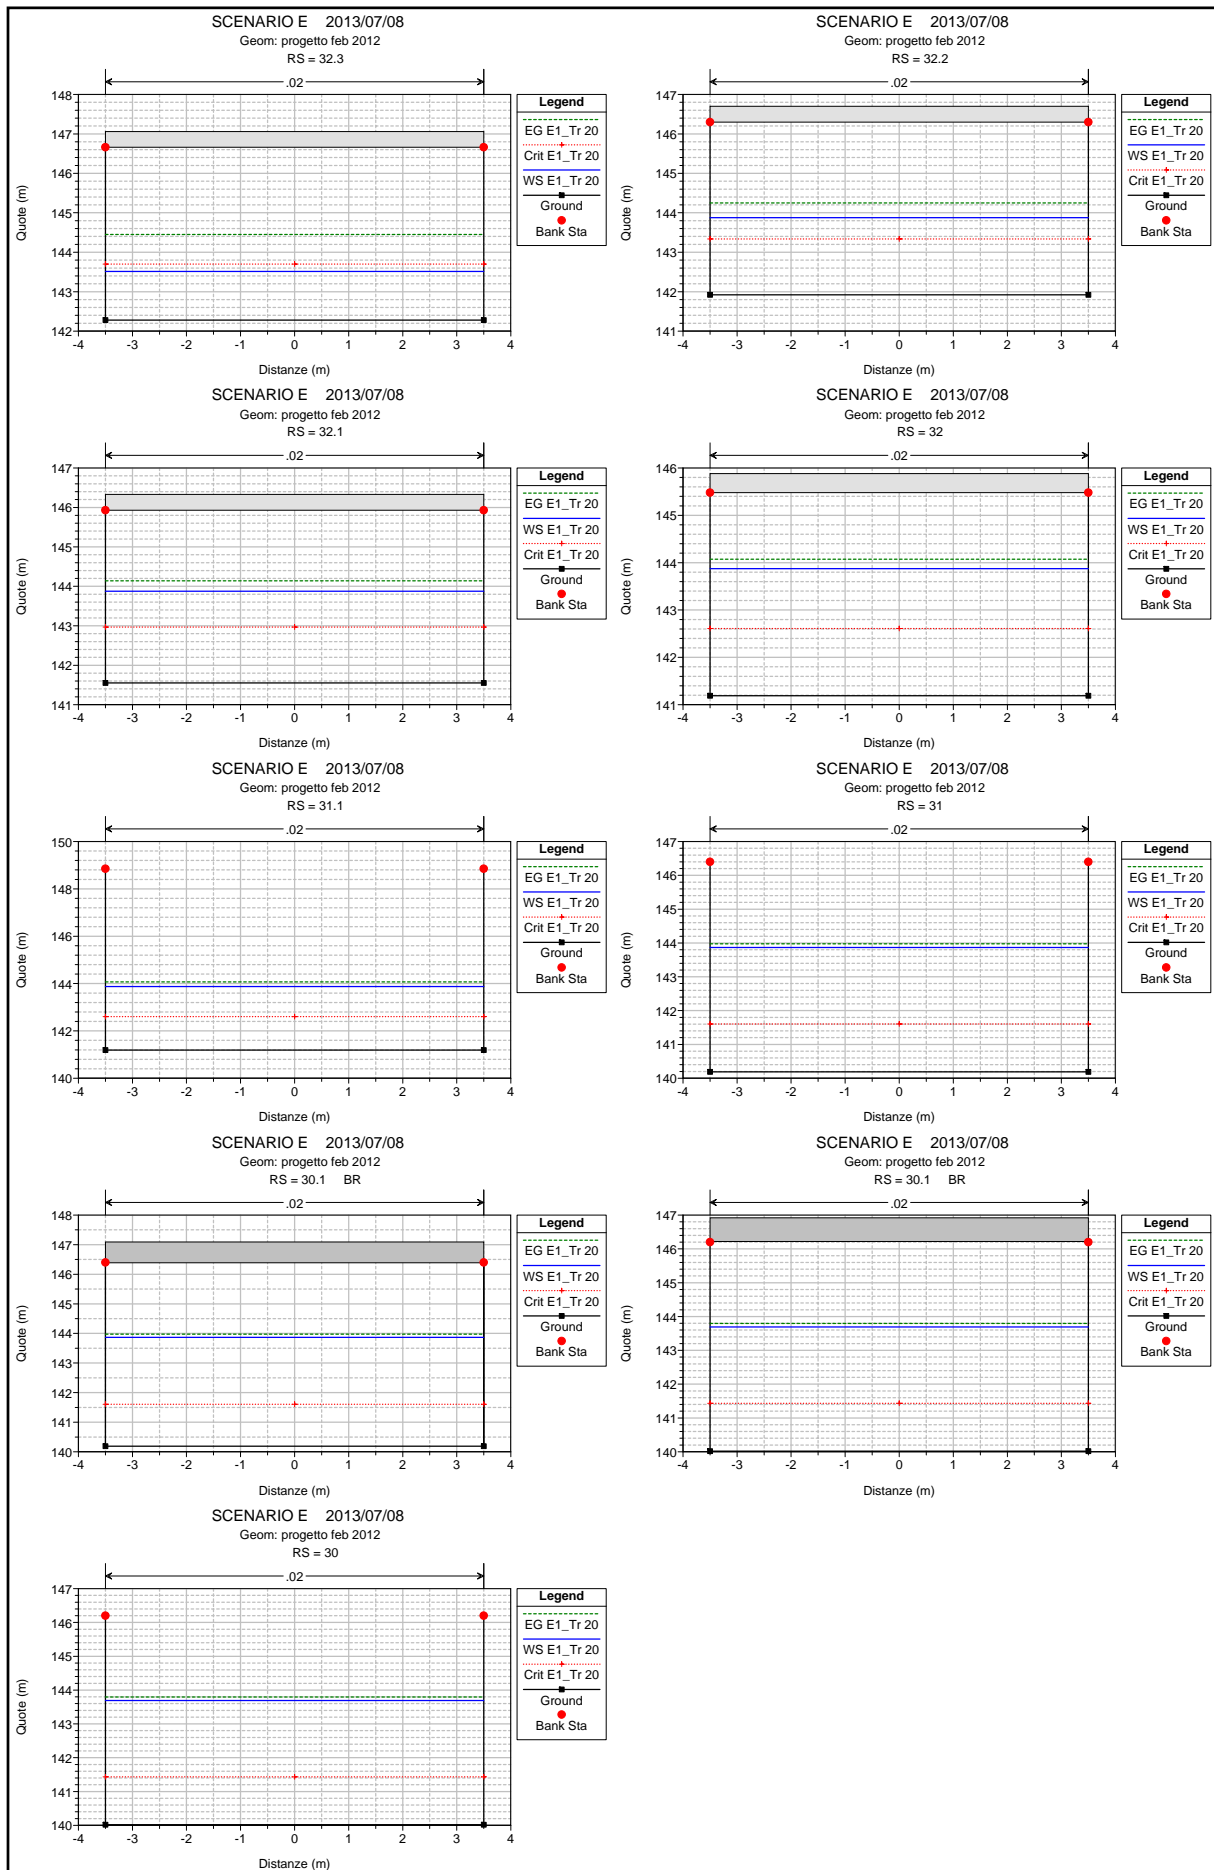 SCENARIO E 2013/07/08
Geom: progetto feb 2012
RS = 32.3
.02
148
147
146
145
144
143
142
Quote (m)
-4 -3 -2 -1 0 1 2 3 4
Distanze (m)
Legend
EG E1_Tr 20
Crit E1_Tr 20
WS E1_Tr 20
Ground
Bank Sta
SCENARIO E 2013/07/08
Geom: progetto feb 2012
RS = 32.2
.02
147
146
145
144
143
142
141
Quote (m)
-4 -3 -2 -1 0 1 2 3 4
Distanze (m)
Legend
EG E1_Tr 20
WS E1_Tr 20
Crit E1_Tr 20
Ground
Bank Sta
SCENARIO E 2013/07/08
Geom: progetto feb 2012
RS = 32.1
.02
147
146
145
144
143
142
141
Quote (m)
-4 -3 -2 -1 0 1 2 3 4
Distanze (m)
Legend
EG E1_Tr 20
WS E1_Tr 20
Crit E1_Tr 20
Ground
Bank Sta
SCENARIO E 2013/07/08
Geom: progetto feb 2012
RS = 32
.02
146
145
144
143
142
141
Quote (m)
-4 -3 -2 -1 0 1 2 3 4
Distanze (m)
Legend
EG E1_Tr 20
WS E1_Tr 20
Crit E1_Tr 20
Ground
Bank Sta
SCENARIO E 2013/07/08
Geom: progetto feb 2012
RS = 31.1
.02
150
148
146
144
142
140
Quote (m)
-4 -3 -2 -1 0 1 2 3 4
Distanze (m)
Legend
EG E1_Tr 20
WS E1_Tr 20
Crit E1_Tr 20
Ground
Bank Sta
SCENARIO E 2013/07/08
Geom: progetto feb 2012
RS = 31
.02
147
146
145
144
143
142
141
140
Quote (m)
-4 -3 -2 -1 0 1 2 3 4
Distanze (m)
Legend
EG E1_Tr 20
WS E1_Tr 20
Crit E1_Tr 20
Ground
Bank Sta
SCENARIO E 2013/07/08
Geom: progetto feb 2012
RS = 30.1 BR
.02
148
147
146
145
144
143
142
141
140
Quote (m)
-4 -3 -2 -1 0 1 2 3 4
Distanze (m)
Legend
EG E1_Tr 20
WS E1_Tr 20
Crit E1_Tr 20
Ground
Bank Sta
SCENARIO E 2013/07/08
Geom: progetto feb 2012
RS = 30.1 BR
.02
147
146
145
144
143
142
141
140
Quote (m)
-4 -3 -2 -1 0 1 2 3 4
Distanze (m)
Legend
EG E1_Tr 20
WS E1_Tr 20
Crit E1_Tr 20
Ground
Bank Sta
SCENARIO E 2013/07/08
Geom: progetto feb 2012
RS = 30
.02
147
146
145
144
143
142
141
140
Quote (m)
-4 -3 -2 -1 0 1 2 3 4
Distanze (m)
Legend
EG E1_Tr 20
WS E1_Tr 20
Crit E1_Tr 20
Ground
Bank Sta